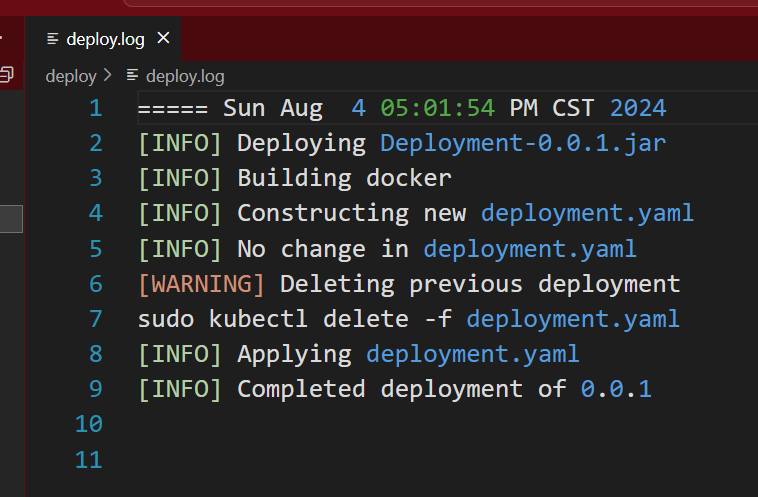 deploy.log
deploy > deploy.log
1 ===== Sun Aug  4 05:01:54 PM CST 2024
2 [INFO] Deploying Deployment-0.0.1.jar
3 [INFO] Building docker
4 [INFO] Constructing new deployment.yaml
5 [INFO] No change in deployment.yaml
6 [WARNING] Deleting previous deployment
7 sudo kubectl delete -f deployment.yaml
8 [INFO] Applying deployment.yaml
9 [INFO] Completed deployment of 0.0.1
10
11